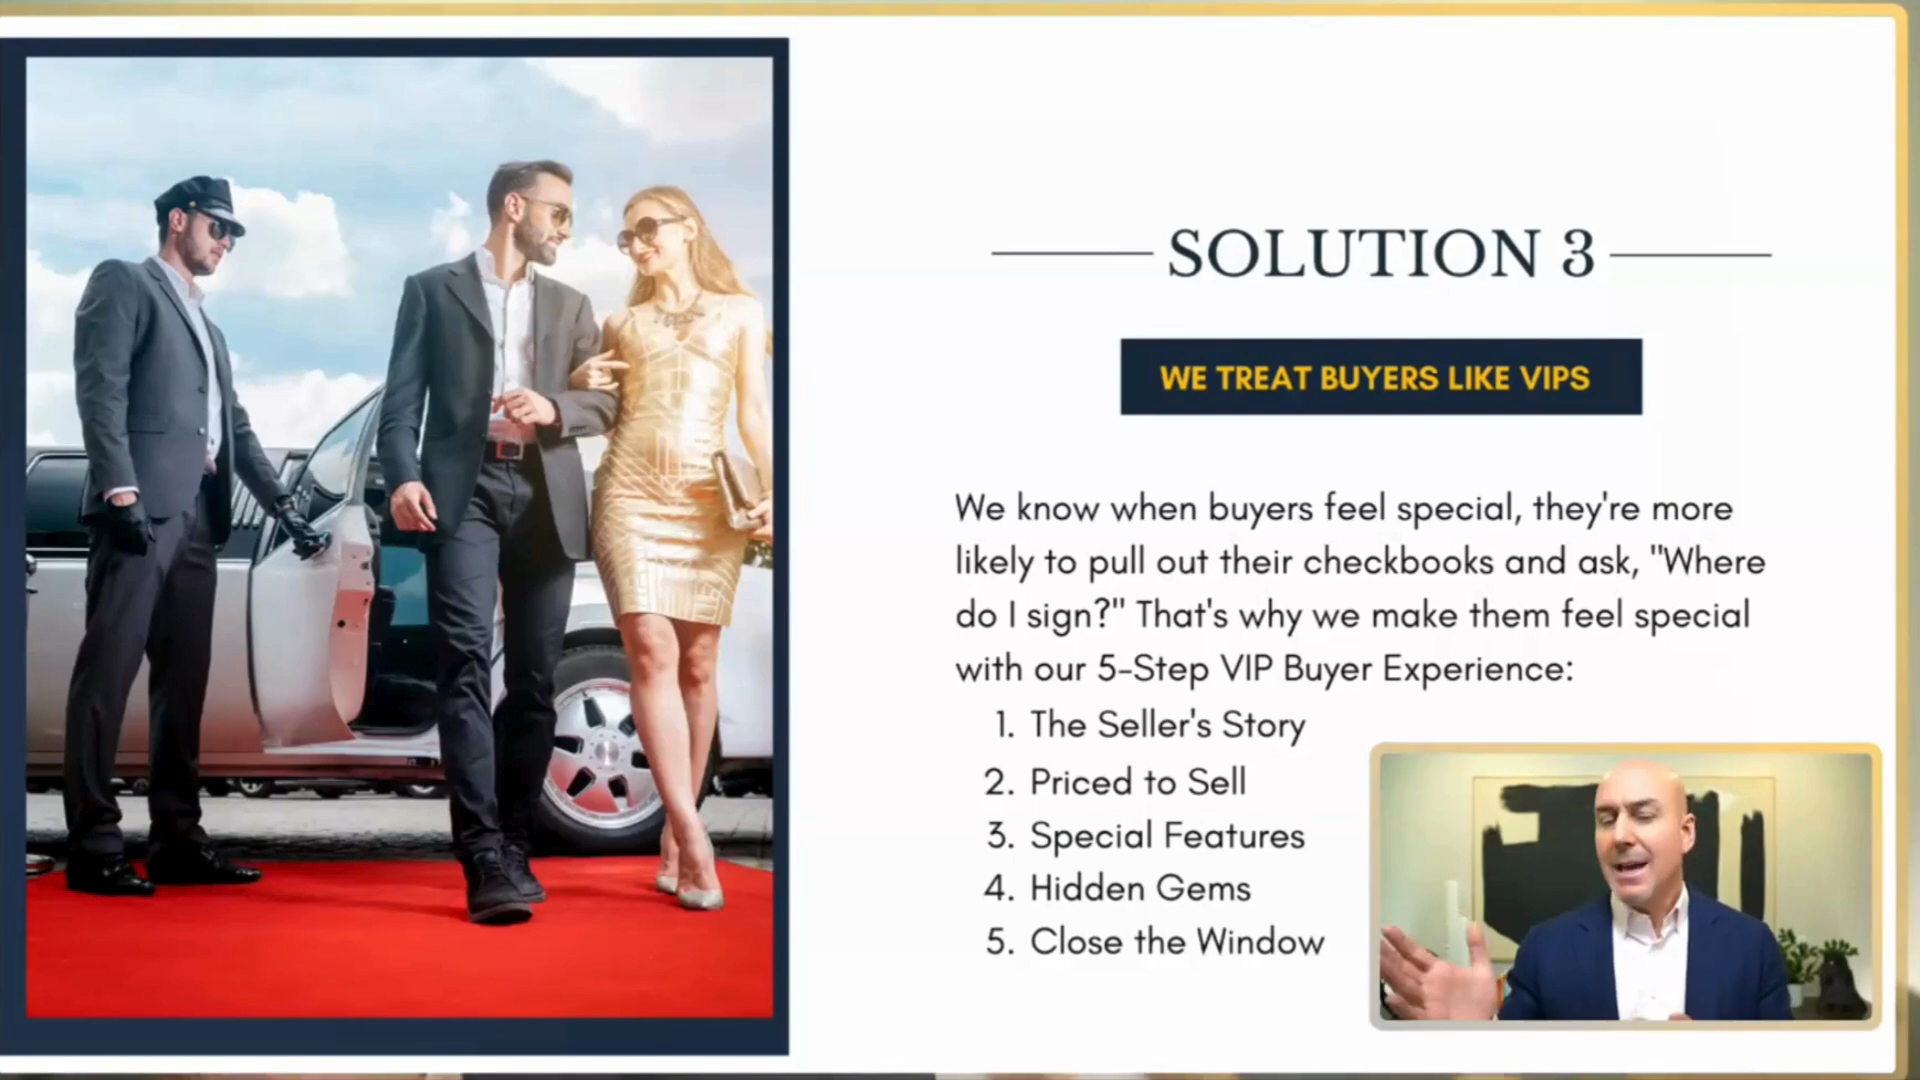 SOLUTION 3
WE TREAT BUYERS LIKE VIPS
We know when buyers feel special, they're more
likely to pull out their checkbooks and ask, "Where
do I sign?" That's why we make them feel special
with our 5-Step VIP Buyer Experience:
1. The Seller's Story
2. Priced to Sell
3. Special Features
4. Hidden Gems
5. Close the Window